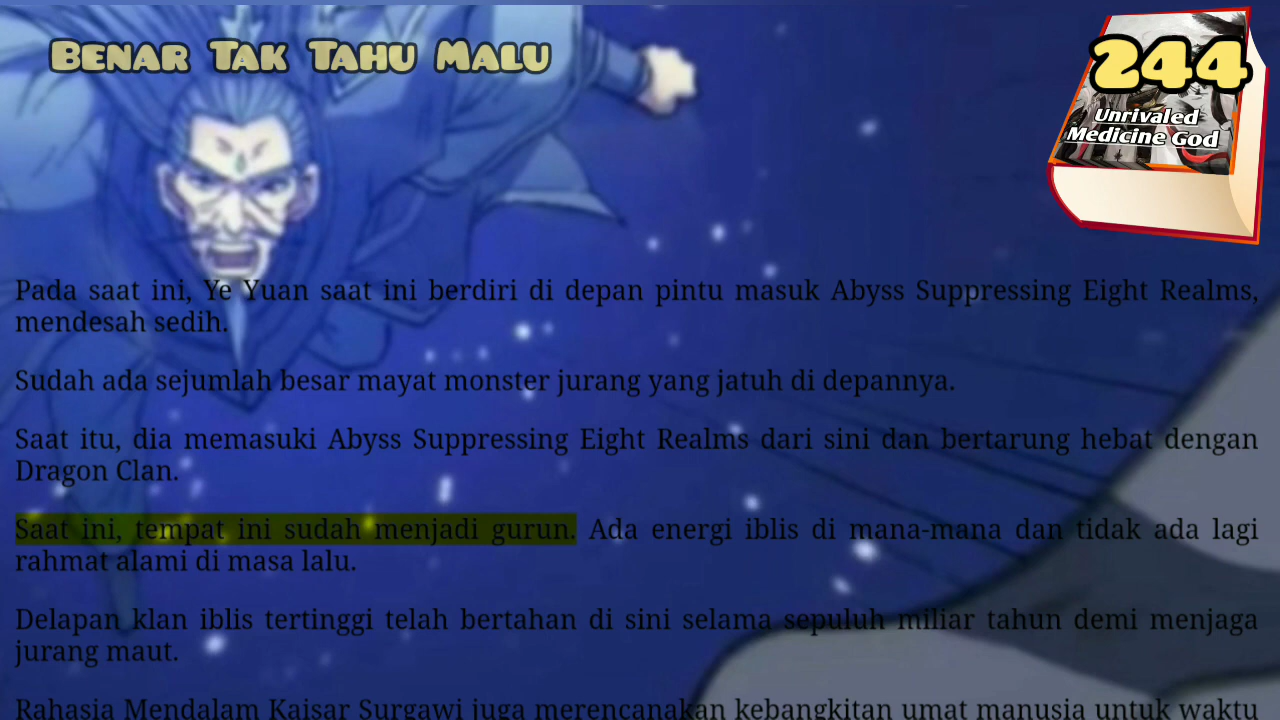 Benar Tak Tahu Malu
244
Unrivaled
Medicine God
Pada saat ini, Ye Yuan saat ini berdiri di depan pintu masuk Abyss Suppressing Eight Realms,
mendesah sedih.
Sudah ada sejumlah besar mayat monster jurang yang jatuh di depannya.
Saat itu, dia memasuki Abyss Suppressing Eight Realms dari sini dan bertarung hebat dengan
Dragon Clan.
Saat ini, tempat ini sudah menjadi gurun. Ada energi iblis di mana-mana dan tidak ada lagi
rahmat alami di masa lalu.
Delapan klan iblis tertinggi telah bertahan di sini selama sepuluh miliar tahun demi menjaga
jurang maut.
Rahasia Mendalam Kaisar Surgawi juga merencanakan kebangkitan umat manusia untuk waktu